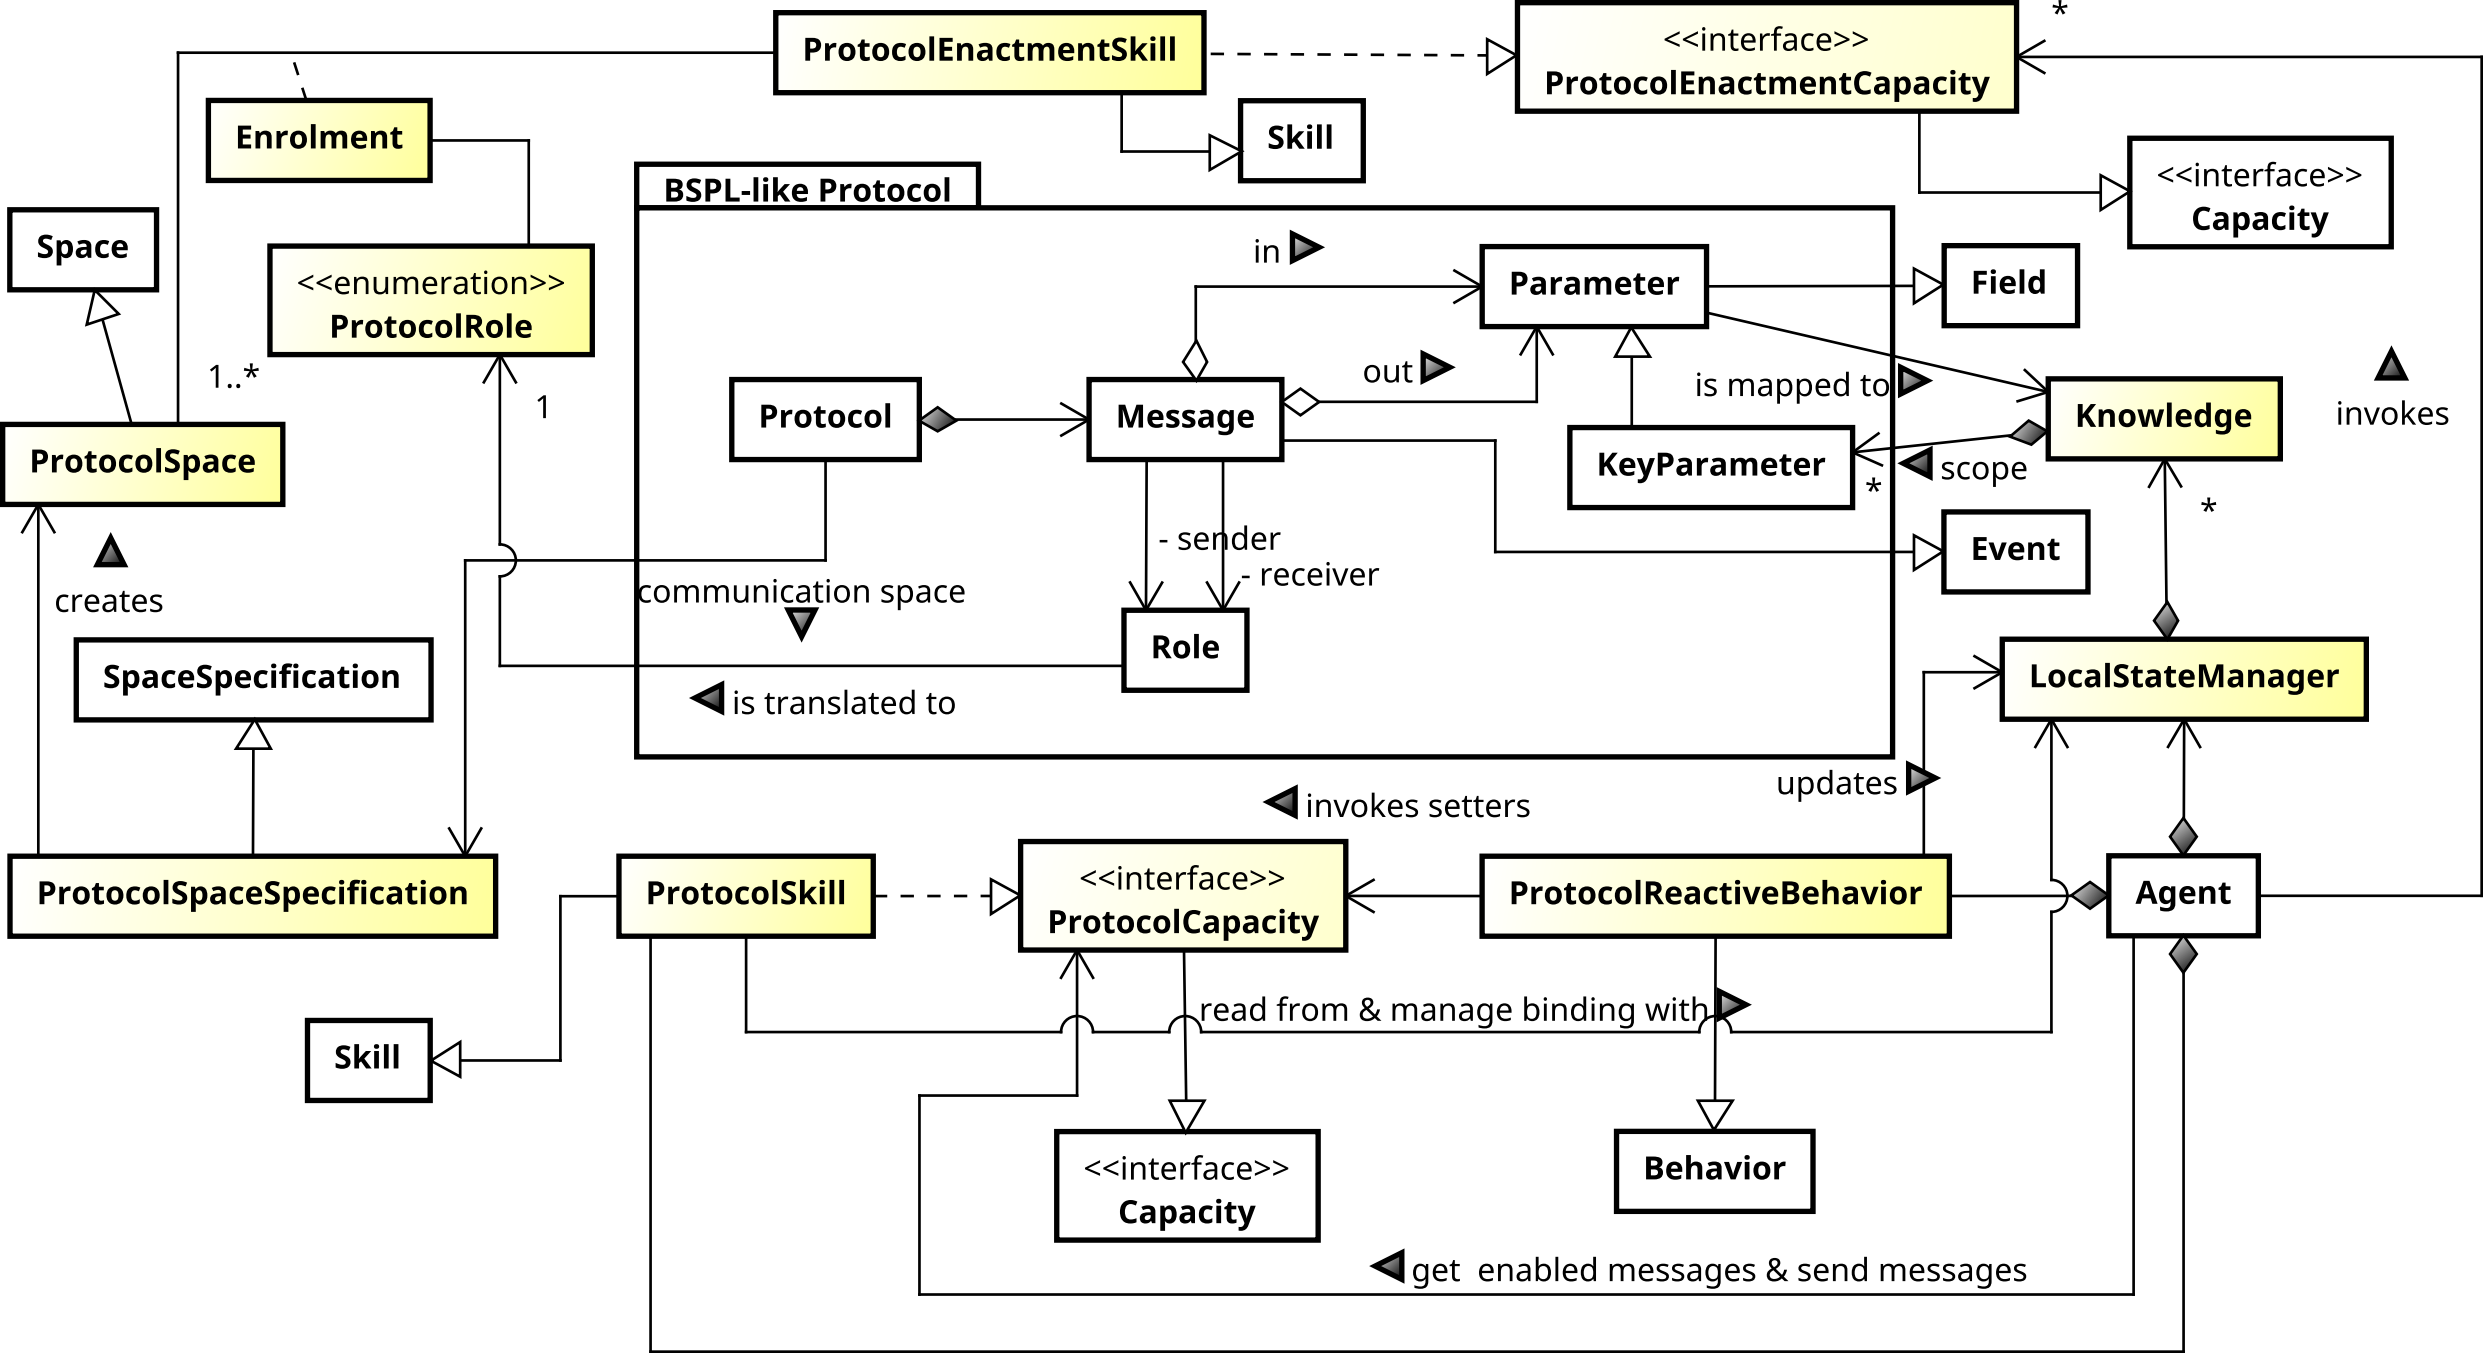 ProtocolEnactmentSkill
<<interface>>
ProtocolEnactmentCapacity
*
Enrolment
Skill
<<interface>>
Capacity
BSPL-like Protocol
Space
<<enumeration>>
ProtocolRole
in
Parameter
Field
1..*
1
out
is mapped to
invokes
Protocol
Message
Knowledge
ProtocolSpace
KeyParameter
*
scope
*
- sender
- receiver
Event
creates
communication space
Role
SpaceSpecification
LocalStateManager
is translated to
updates
invokes setters
ProtocolSpaceSpecification
ProtocolSkill
<<interface>>
ProtocolCapacity
ProtocolReactiveBehavior
Agent
read from & manage binding with
Skill
<<interface>>
Capacity
Behavior
get  enabled messages & send messages